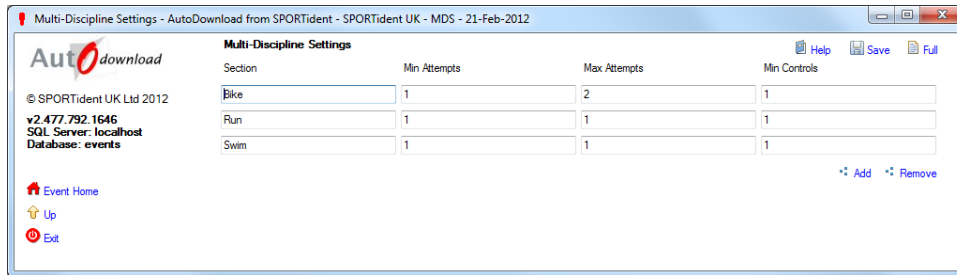 Multi-Discipline Settings - AutoDownload from SPORTident - SPORTident UK - MDS - 21-Feb-2012
Auto download
© SPORTident UK Ltd 2012
v2.477.792.1646
SQL Server: localhost
Database: events
Event Home
Up
Exit
Multi-Discipline Settings
Help Save Full
Section Min Attempts Max Attempts Min Controls
Bike 1 2 1
Run 1 1 1
Swim 1 1 1
Add Remove